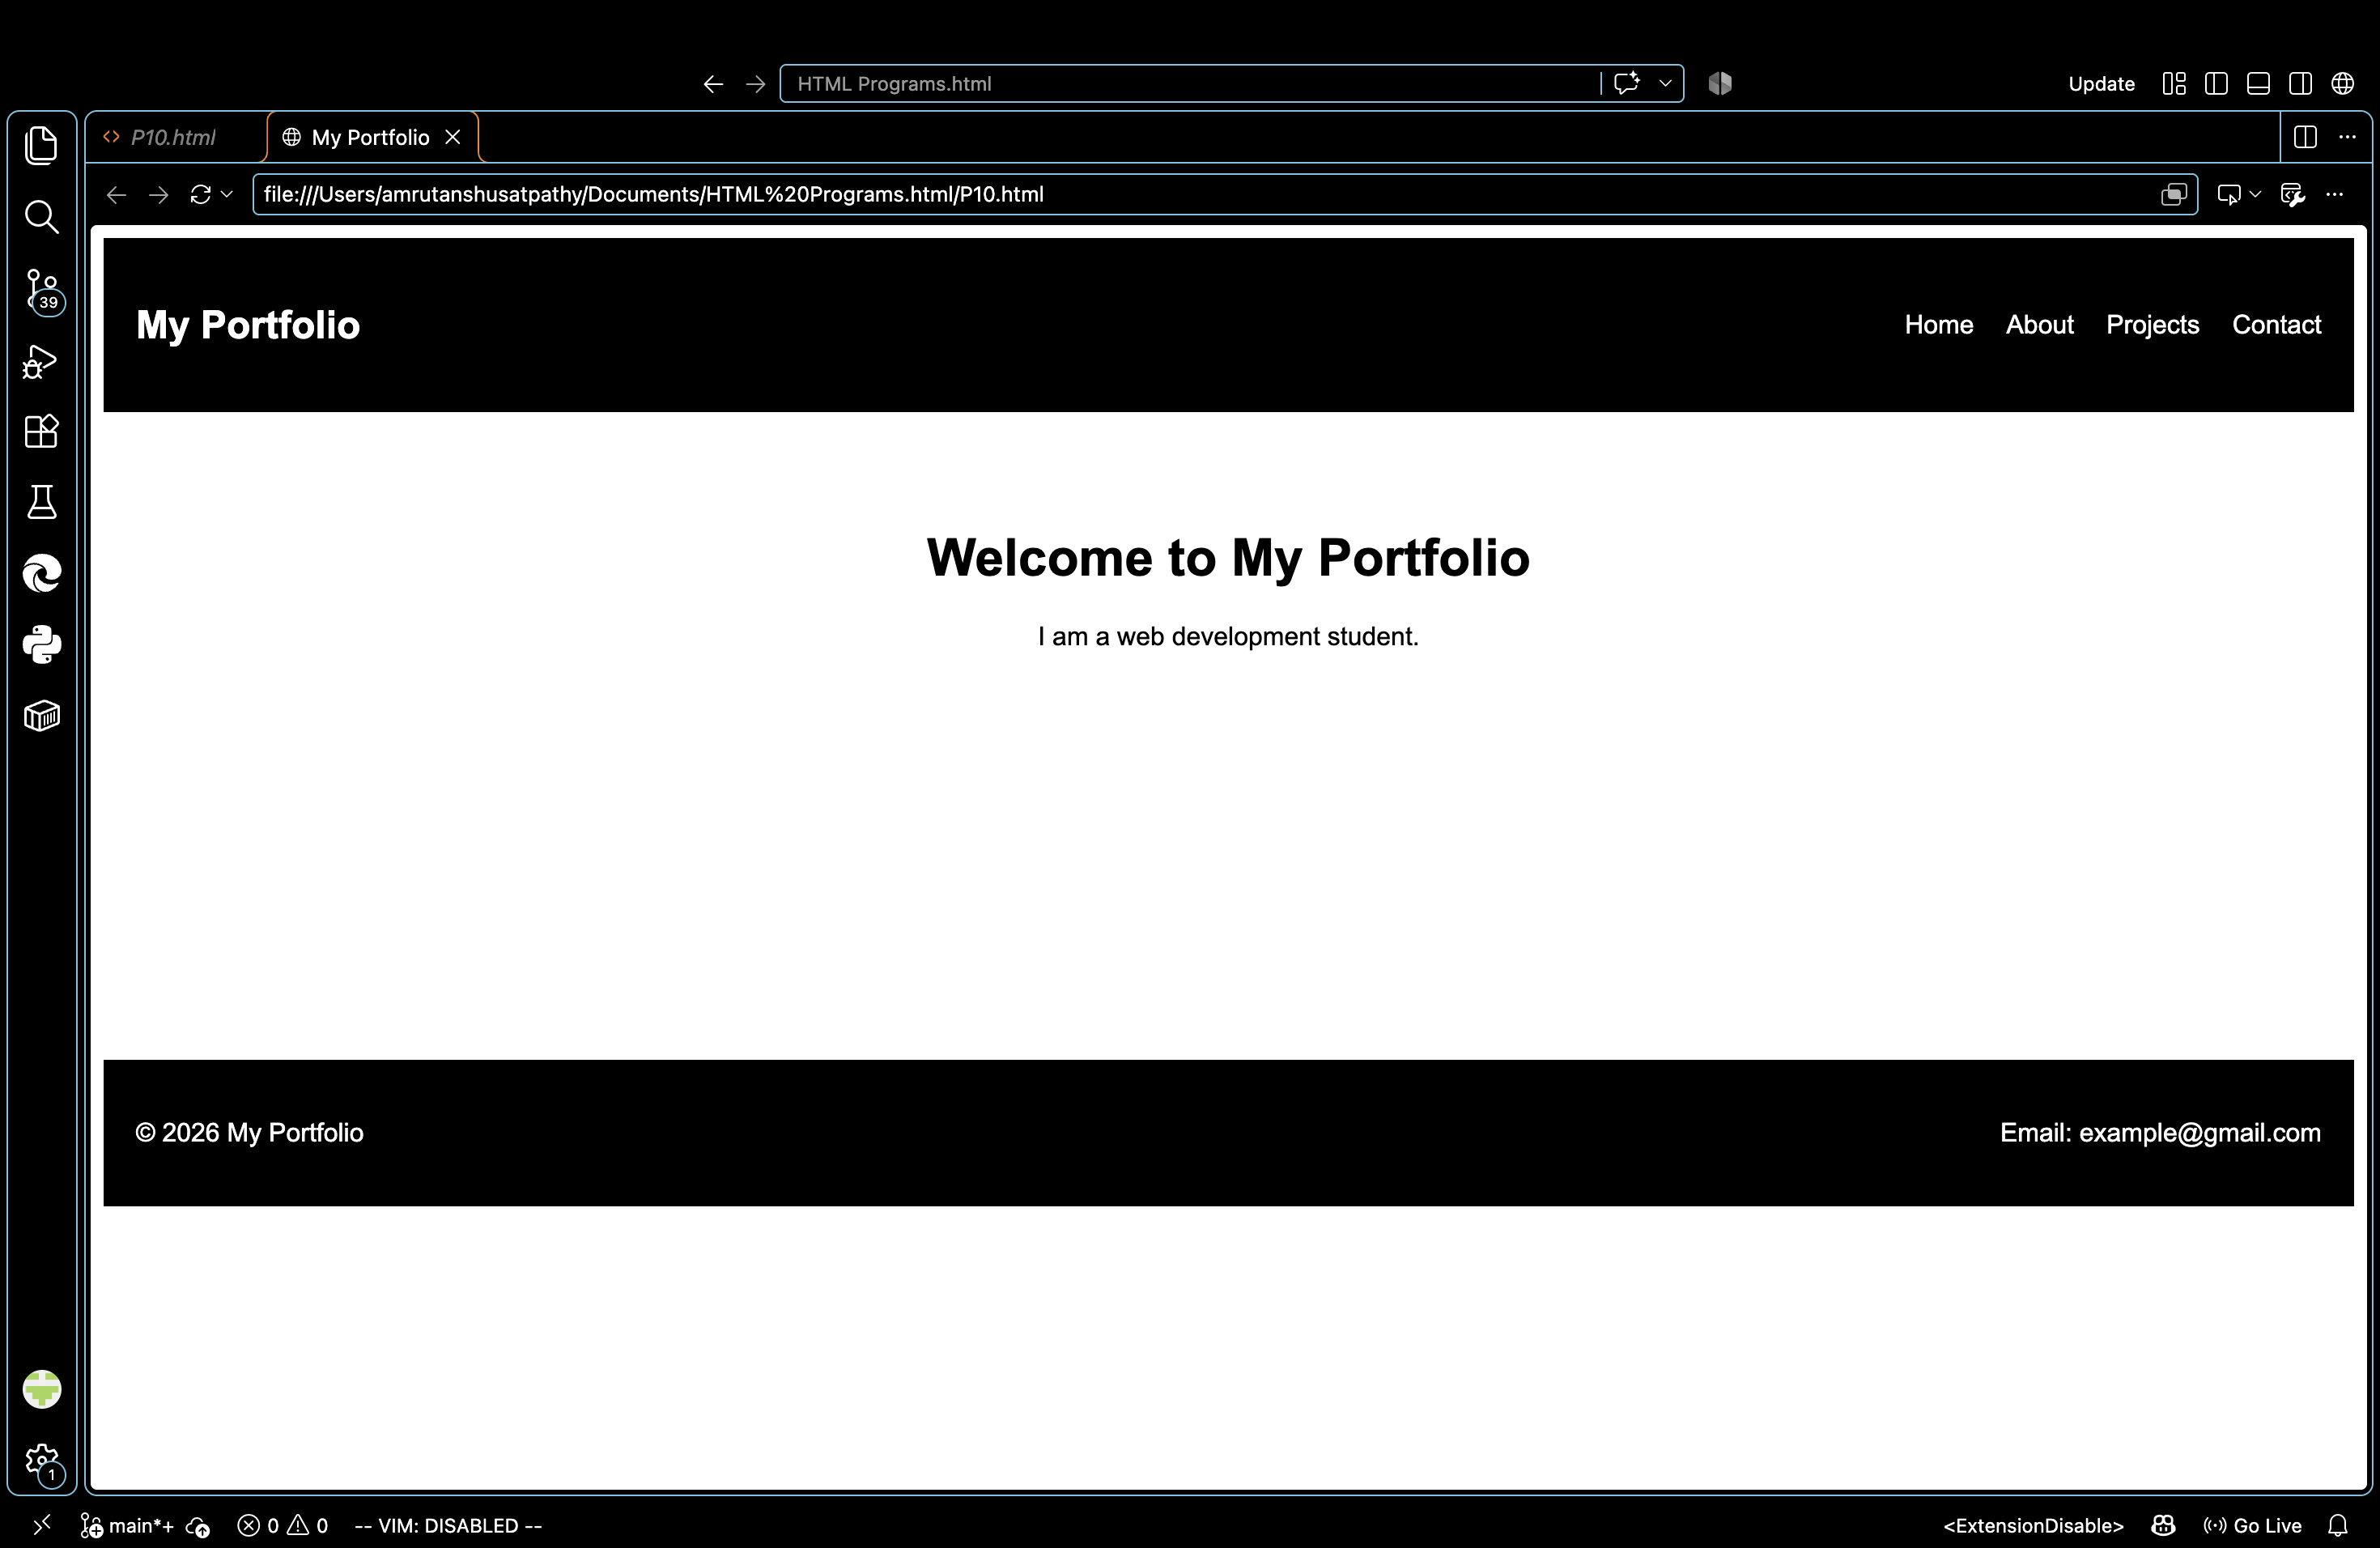 HTML Programs.html
Update
P10.html
My Portfolio
file:///Users/amrutanshusatpathy/Documents/HTML%20Programs.html/P10.html
39
My Portfolio
Home About Projects Contact
Welcome to My Portfolio
I am a web development student.
© 2026 My Portfolio
Email: example@gmail.com
1
main*+ 0 0 -- VIM: DISABLED --
<ExtensionDisable> Go Live